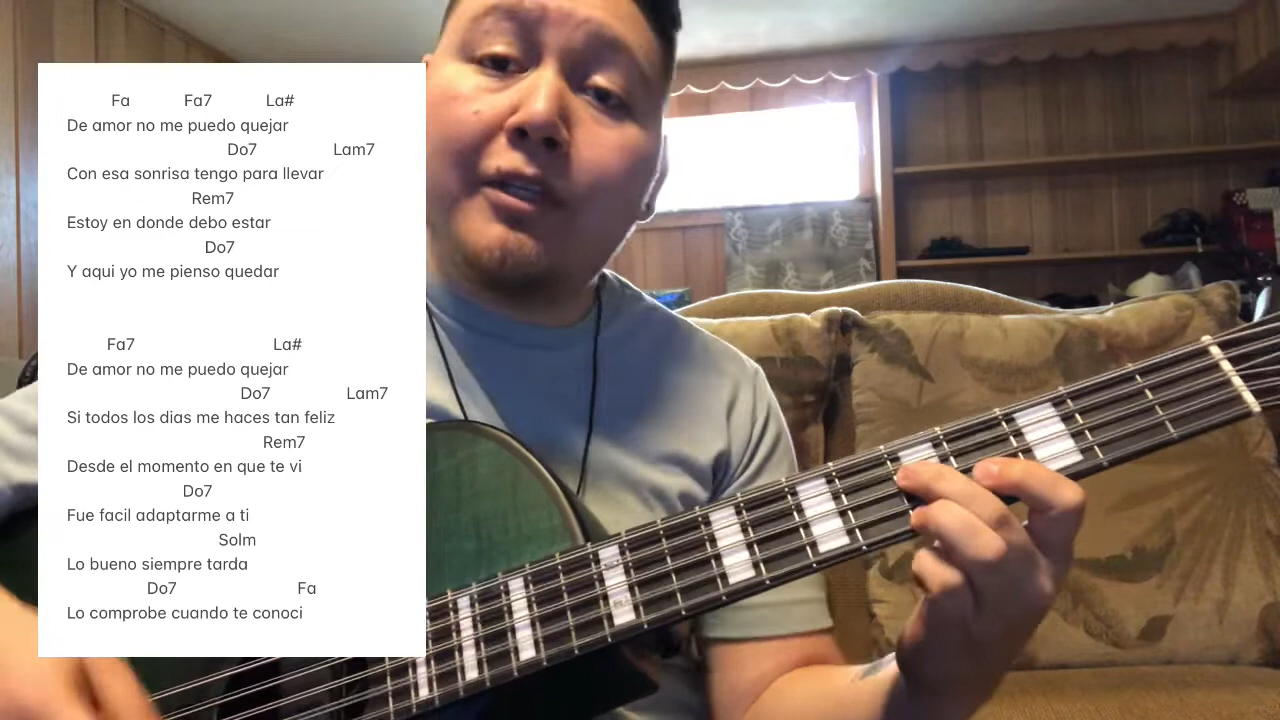 Fa Fa7 La#
De amor no me puedo quejar
Do7 Lam7
Con esa sonrisa tengo para llevar
Rem7
Estoy en donde debo estar
Do7
Y aqui yo me pienso quedar
Fa7 La#
De amor no me puedo quejar
Do7 Lam7
Si todos los dias me haces tan feliz
Rem7
Desde el momento en que te vi
Do7
Fue facil adaptarme a ti
Solm
Lo bueno siempre tarda
Do7 Fa
Lo comprobe cuando te conoci